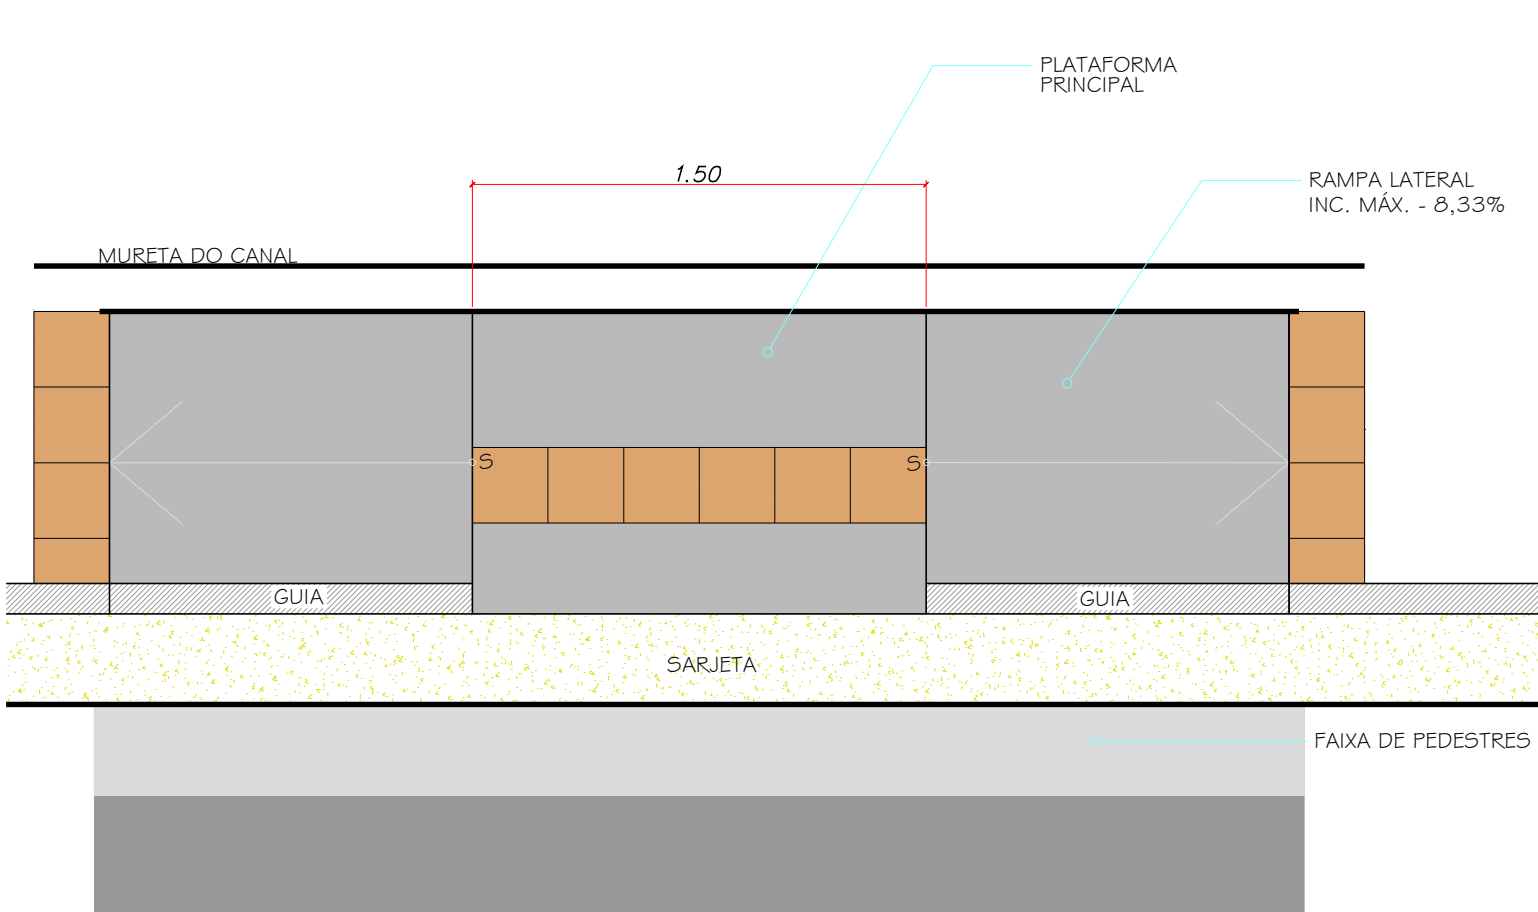 PLATAFORMA
PRINCIPAL
1.50
RAMPA LATERAL
INC. MÁX. - 8,33%
MURETA DO CANAL
S
S
GUIA
GUIA
SARJETA
FAIXA DE PEDESTRES